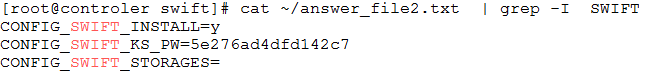 [root@controler swift]# cat ~/answer_file2.txt  | grep -I  SWIFT
CONFIG_SWIFT_INSTALL=y
CONFIG_SWIFT_KS_PW=5e276ad4dfd142c7
CONFIG_SWIFT_STORAGES=